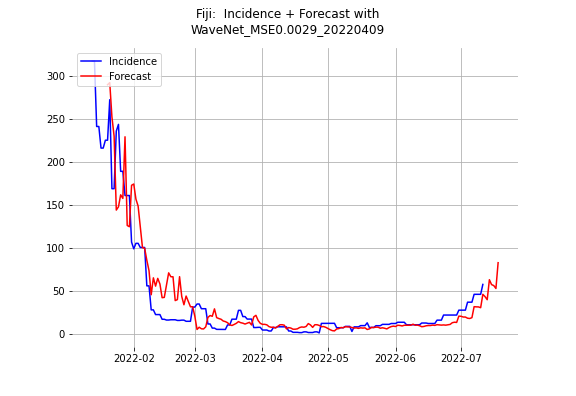 Fiji:  Incidence + Forecast with
WaveNet_MSE0.0029_20220409
Incidence
Forecast
300
250
200
150
100
50
0
2022-02 2022-03 2022-04 2022-05 2022-06 2022-07